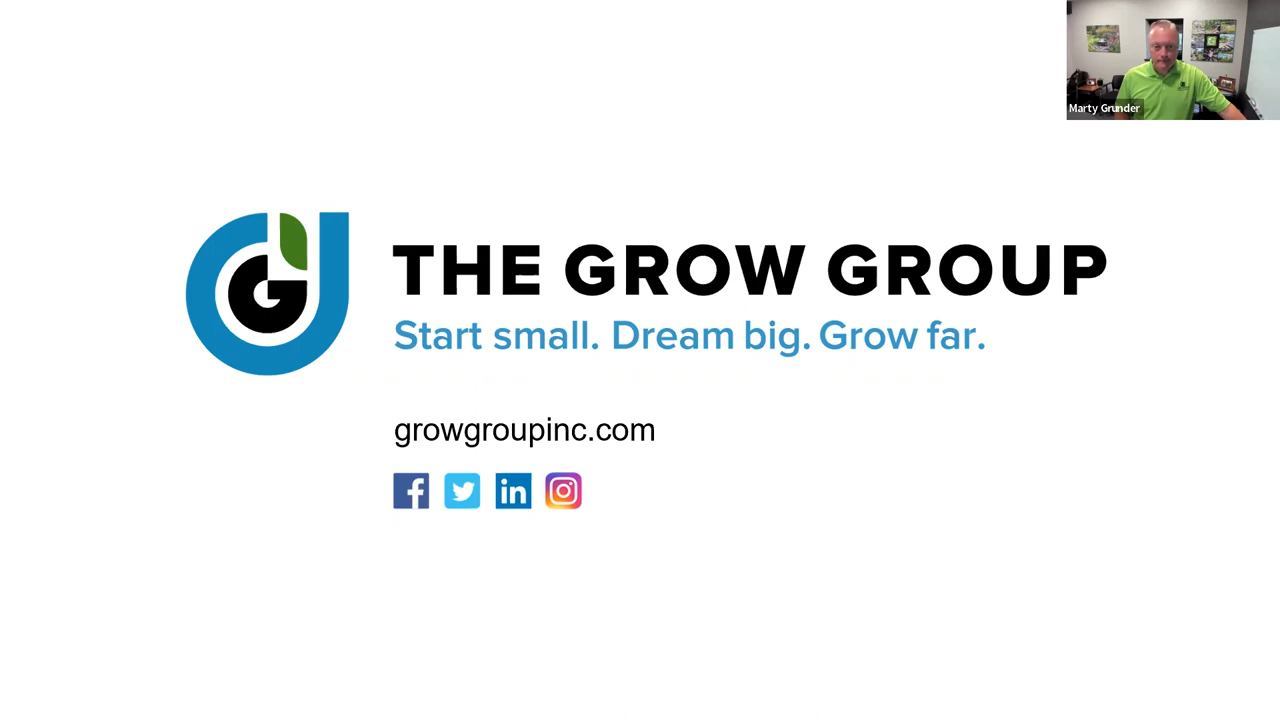 Marty Grunder
G
THE GROW GROUP
Start small. Dream big. Grow far.
growgroupinc.com